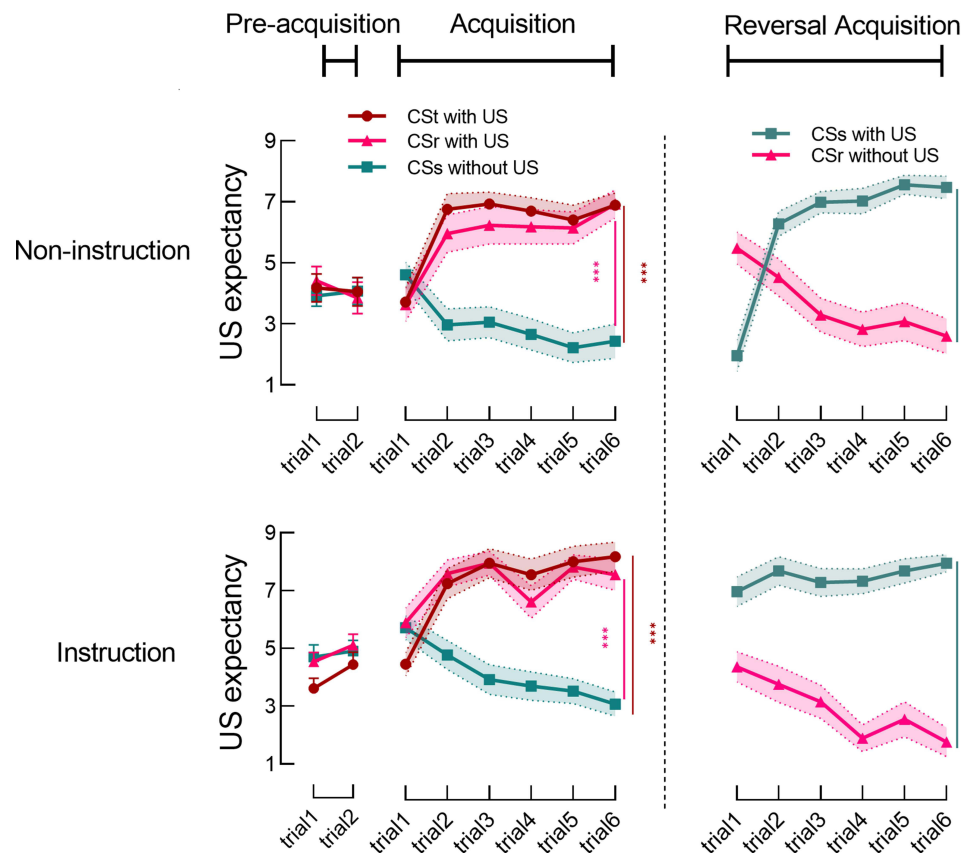 Pre-acquisition Acquisition Reversal Acquisition
CSt with US
CSr with US
CSs without US
CSs with US
CSr without US
Non-instruction
US expectancy
9
7
5
3
1
***
***
trial1 trial2 trial1 trial2 trial3 trial4 trial5 trial6 trial1 trial2 trial3 trial4 trial5 trial6
Instruction
US expectancy
9
7
5
3
1
***
***
trial1 trial2 trial1 trial2 trial3 trial4 trial5 trial6 trial1 trial2 trial3 trial4 trial5 trial6